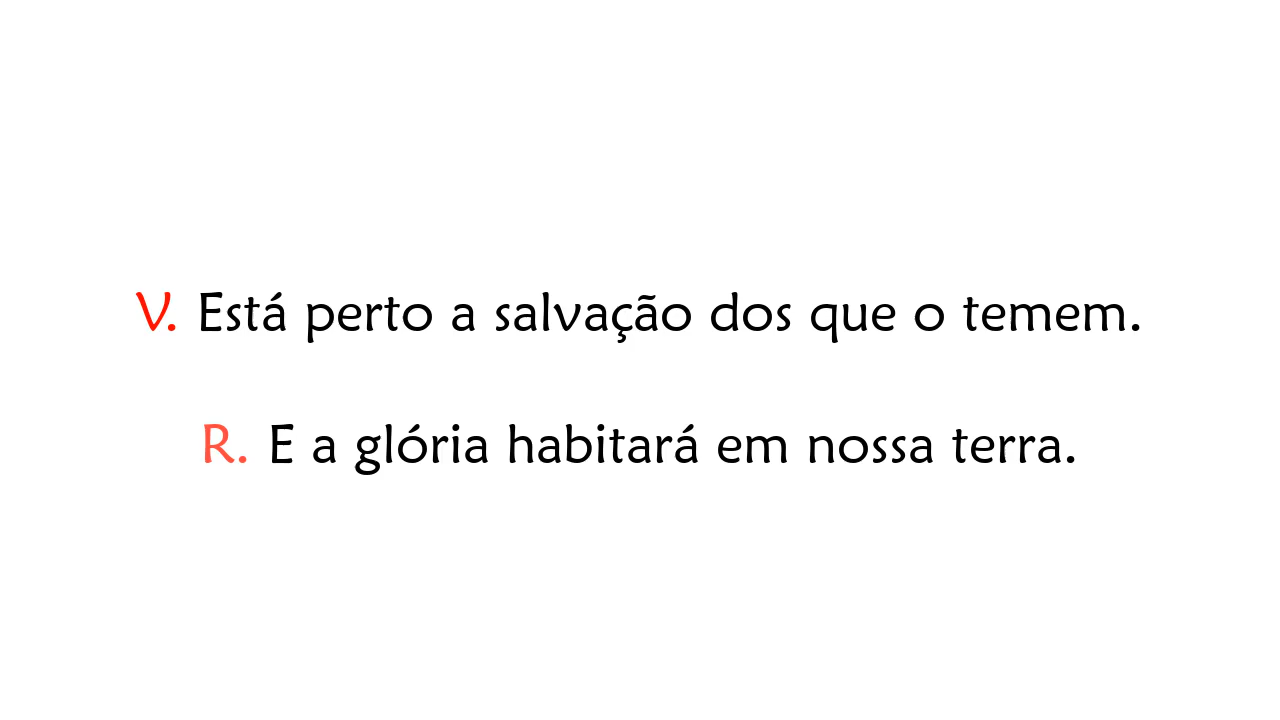 V. Está perto a salvação dos que o temem.
R. E a glória habitará em nossa terra.